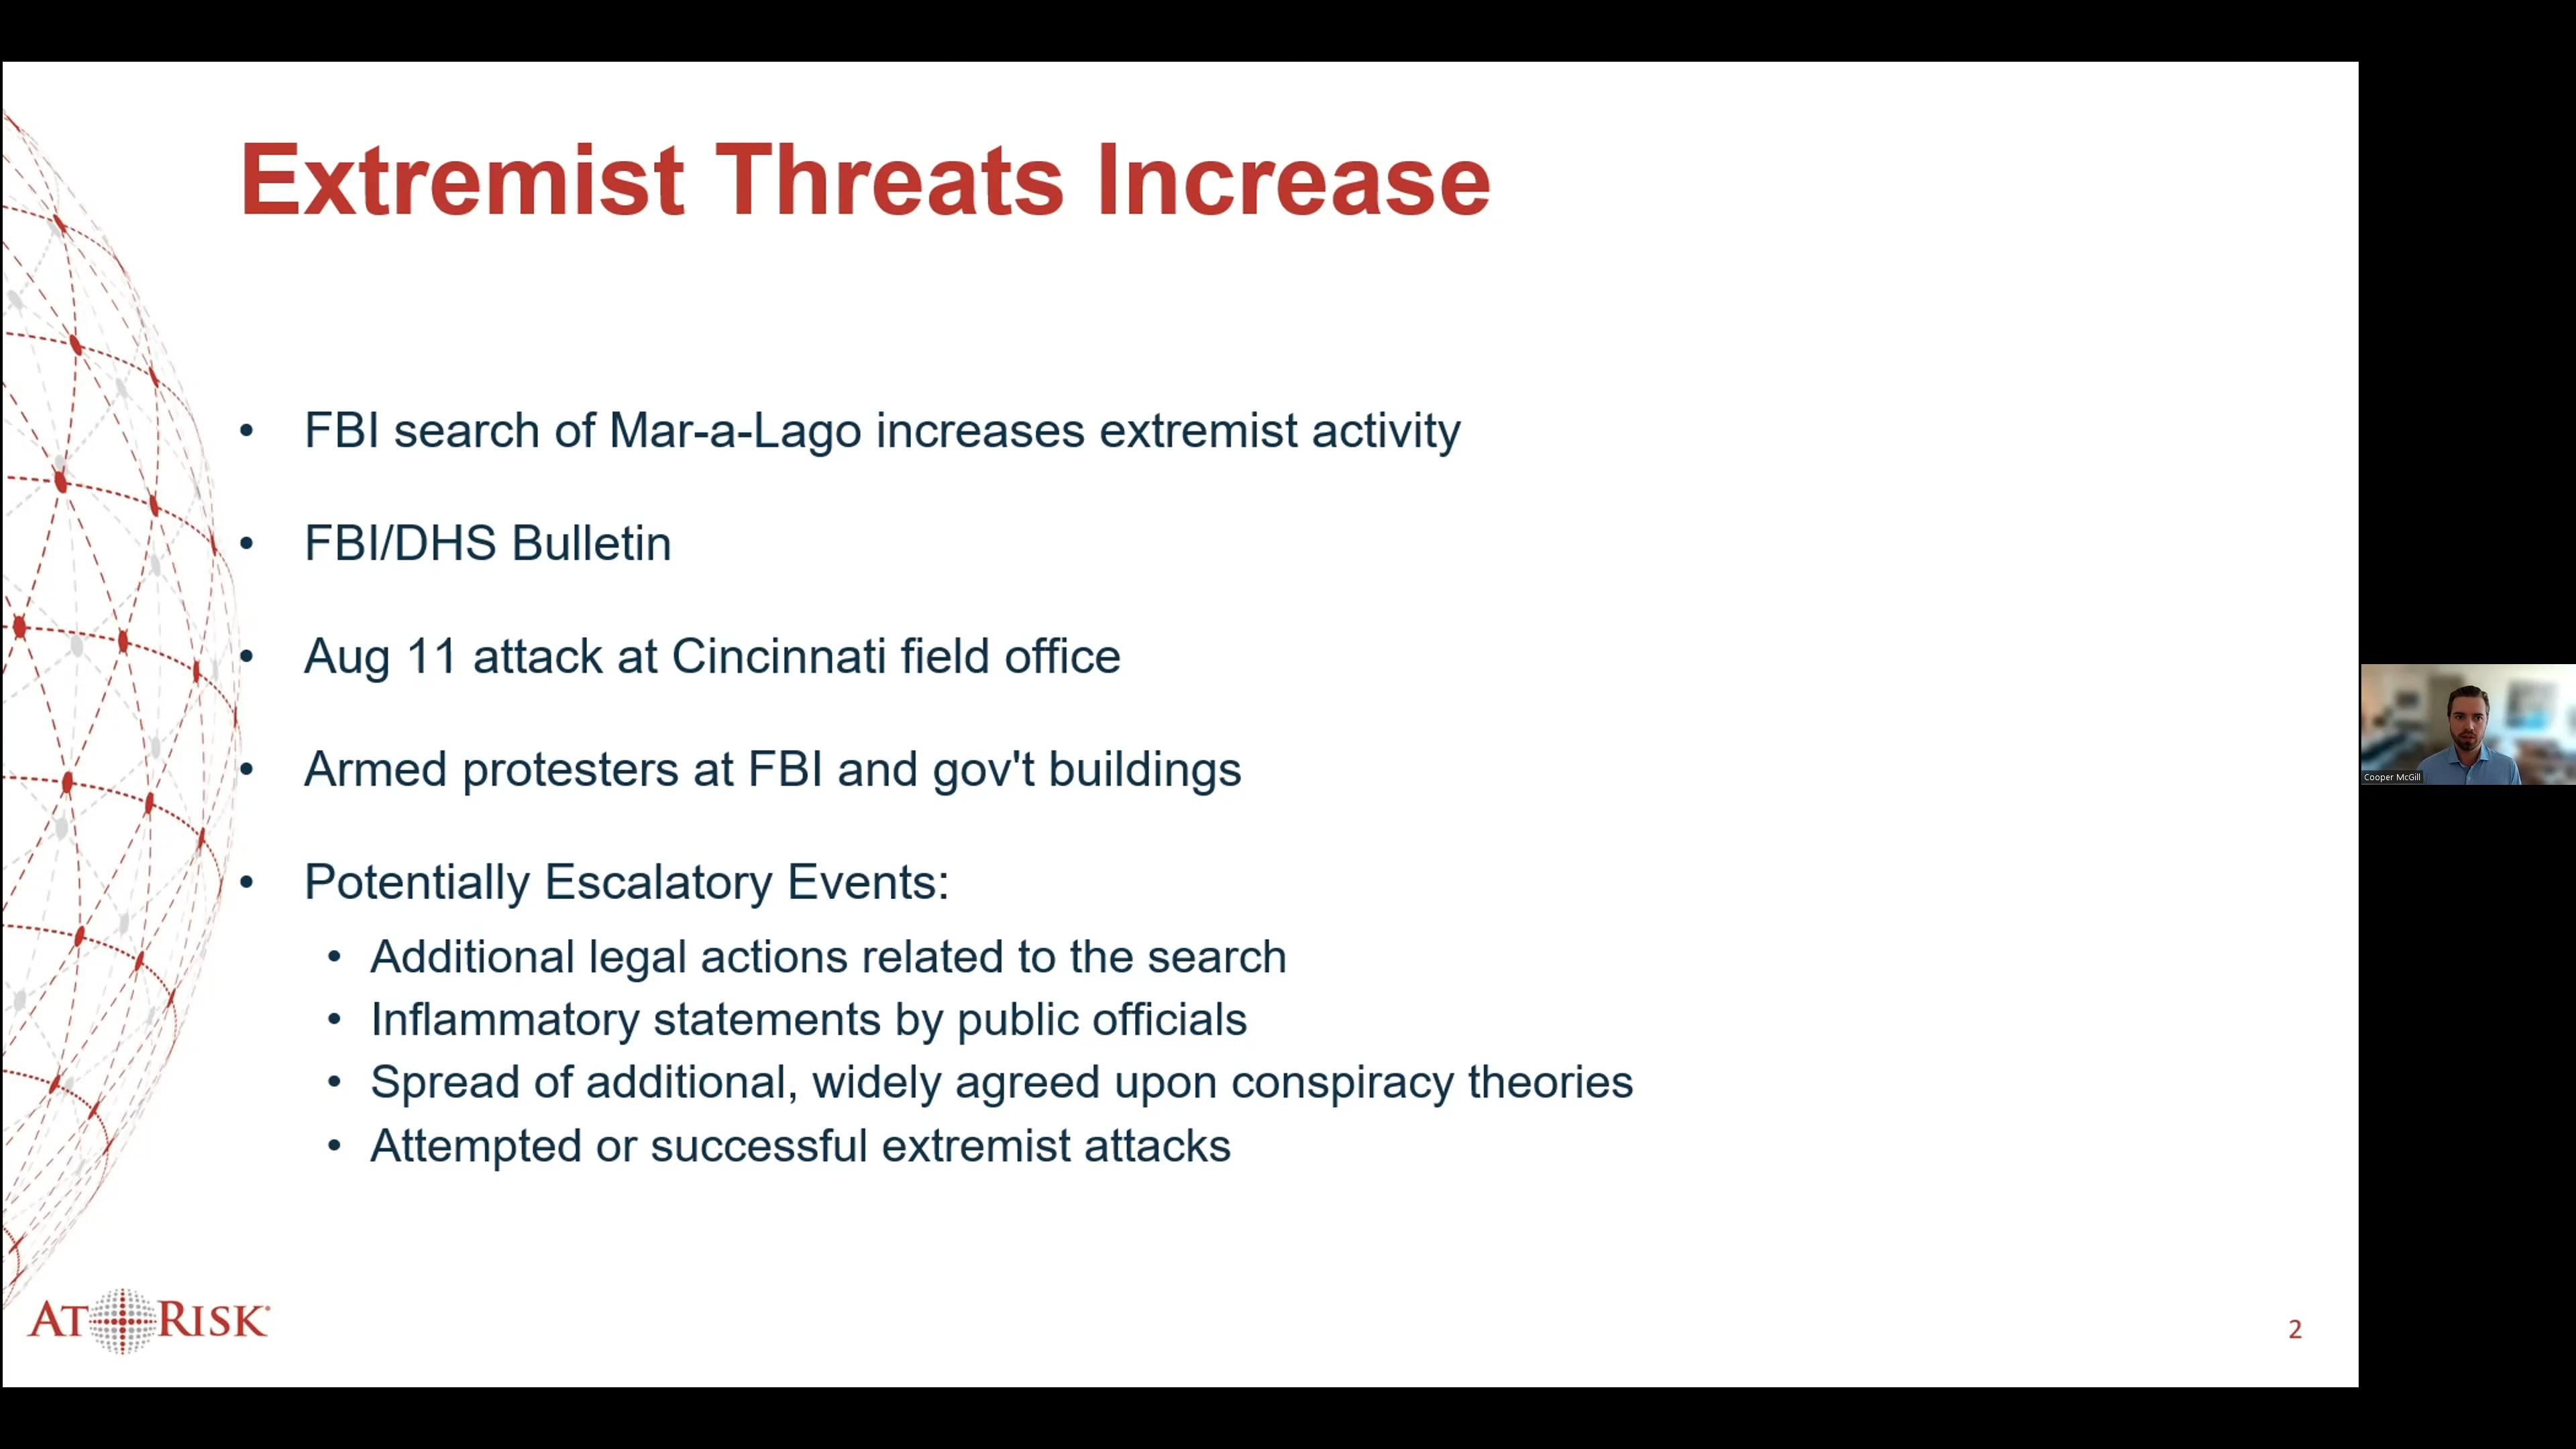 Extremist Threats Increase
• FBI search of Mar-a-Lago increases extremist activity
• FBI/DHS Bulletin
• Aug 11 attack at Cincinnati field office
• Armed protesters at FBI and gov't buildings
• Potentially Escalatory Events:
• Additional legal actions related to the search
• Inflammatory statements by public officials
• Spread of additional, widely agreed upon conspiracy theories
• Attempted or successful extremist attacks
AT RISK
2
Cooper McGill